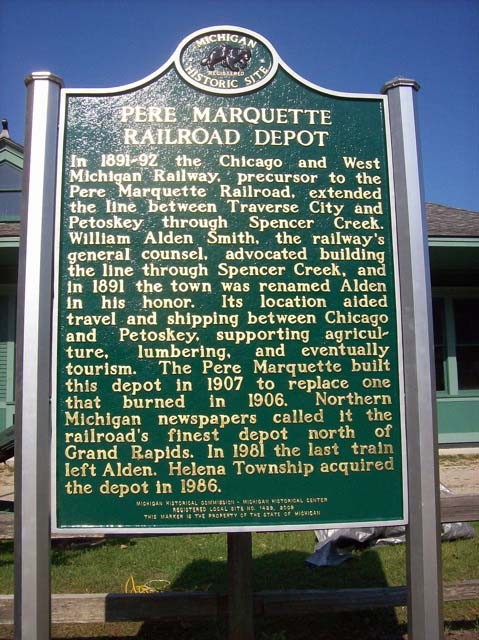 MICHIGAN
REGISTERED
HISTORIC SITE
PERE MARQUETTE
RAILROAD DEPOT
In 1891-92 the Chicago and West
Michigan Railway, precursor to the
Pere Marquette Railroad, extended
the line between Traverse City and
Petoskey through Spencer Creek.
William Alden Smith, the railway's
general counsel, advocated building
the line through Spencer Creek, and
in 1891 the town was renamed Alden
in his honor. Its location aided
travel and shipping between Chicago
and Petoskey, supporting agricul-
ture, lumbering, and eventually
tourism. The Pere Marquette built
this depot in 1907 to replace one
that burned in 1906. Northern
Michigan newspapers called it the
railroad's finest depot north of
Grand Rapids. In 1981 the last train
left Alden. Helena Township acquired
the depot in 1986.
MICHIGAN HISTORICAL COMMISSION - MICHIGAN HISTORICAL CENTER
REGISTERED LOCAL SITE NO.
THIS MARKER IS THE PROPERTY OF THE STATE OF MICHIGAN